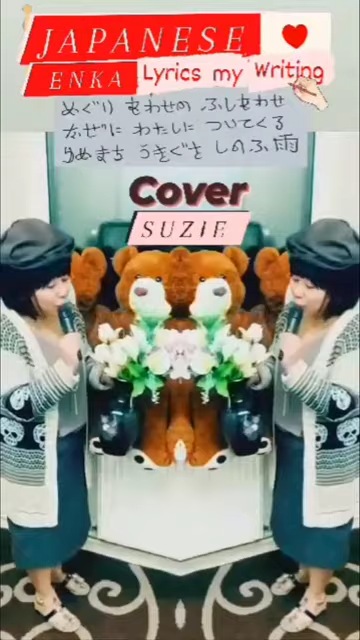 JAPANESE
ENKA Lyrics my Writing
めぐり あわせの ふしあわせ
なぜに わたしに ついてくる
ゆめまち うきぐさ しのぶ雨
Cover
SUZIE